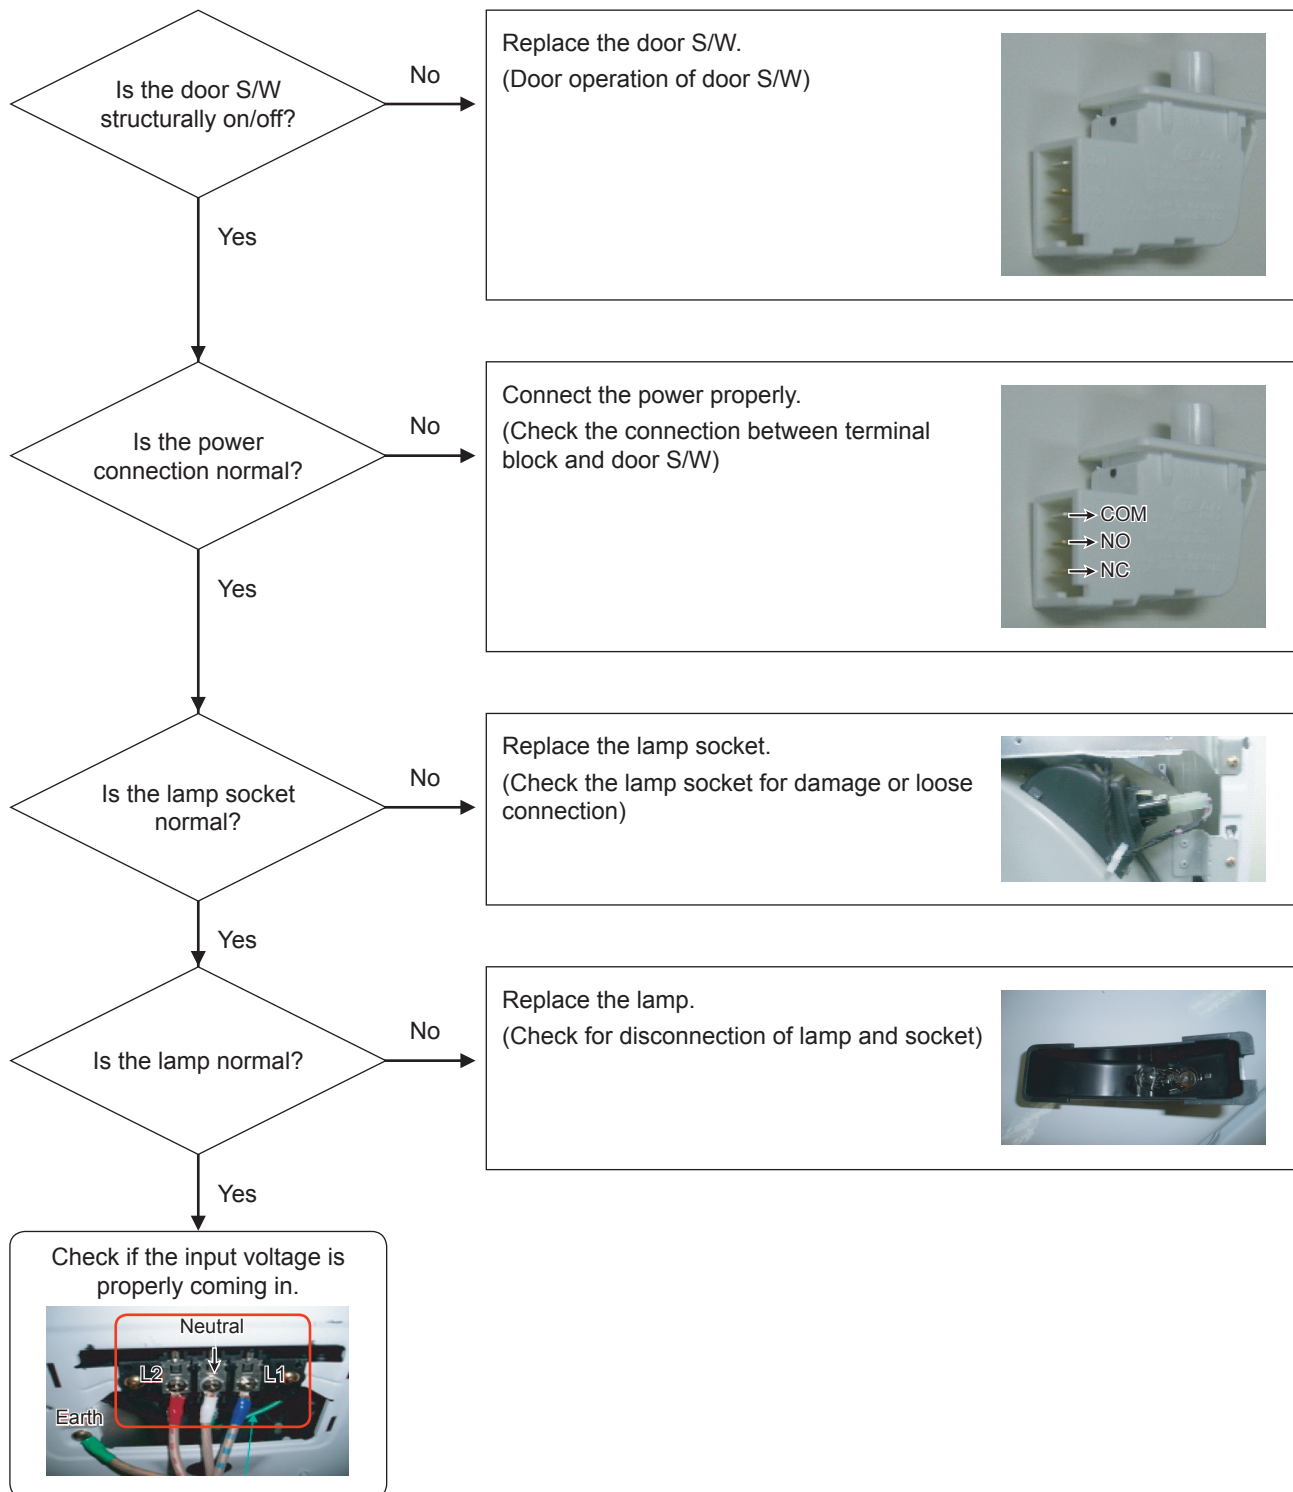 Is the door S/W
structurally on/off?
No
Replace the door S/W.
(Door operation of door S/W)
Yes
Is the power
connection normal?
No
Connect the power properly.
(Check the connection between terminal
block and door S/W)
COM
NO
NC
Yes
Is the lamp socket
normal?
No
Replace the lamp socket.
(Check the lamp socket for damage or loose
connection)
Yes
Is the lamp normal?
No
Replace the lamp.
(Check for disconnection of lamp and socket)
Yes
Check if the input voltage is
properly coming in.
Neutral
L2
L1
Earth